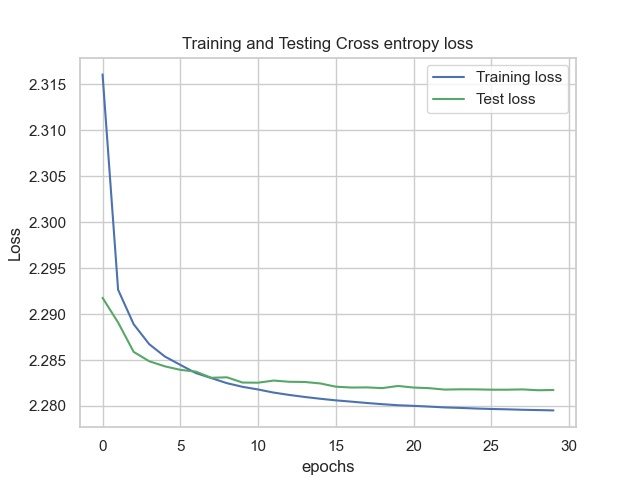 Training and Testing Cross entropy loss
Training loss
Test loss
2.315
2.310
2.305
2.300
2.295
2.290
2.285
2.280
Loss
0 5 10 15 20 25 30
epochs